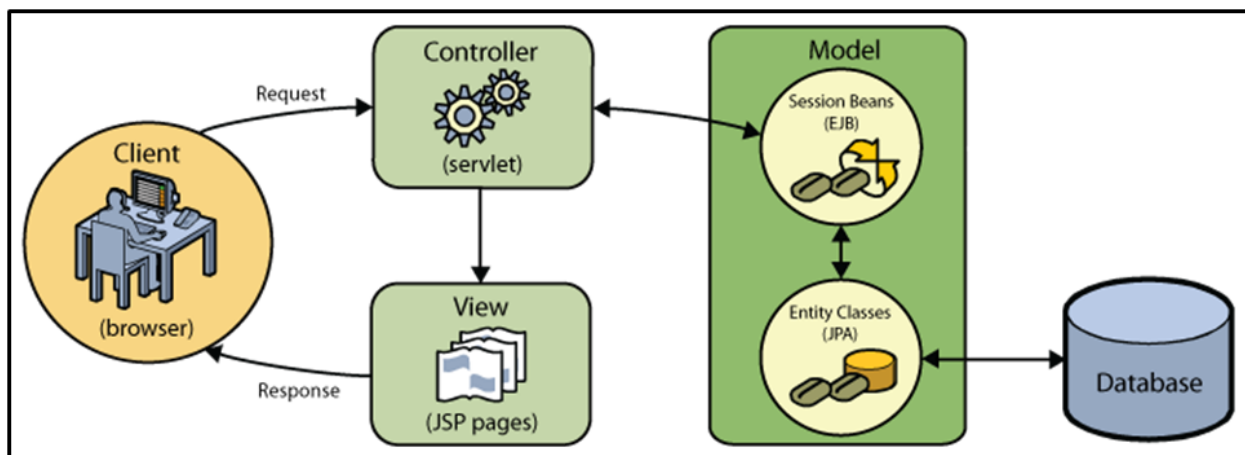 Request
Client
(browser)
Response
Controller
(servlet)
View
(JSP pages)
Model
Session Beans
(EJB)
Entity Classes
(JPA)
Database